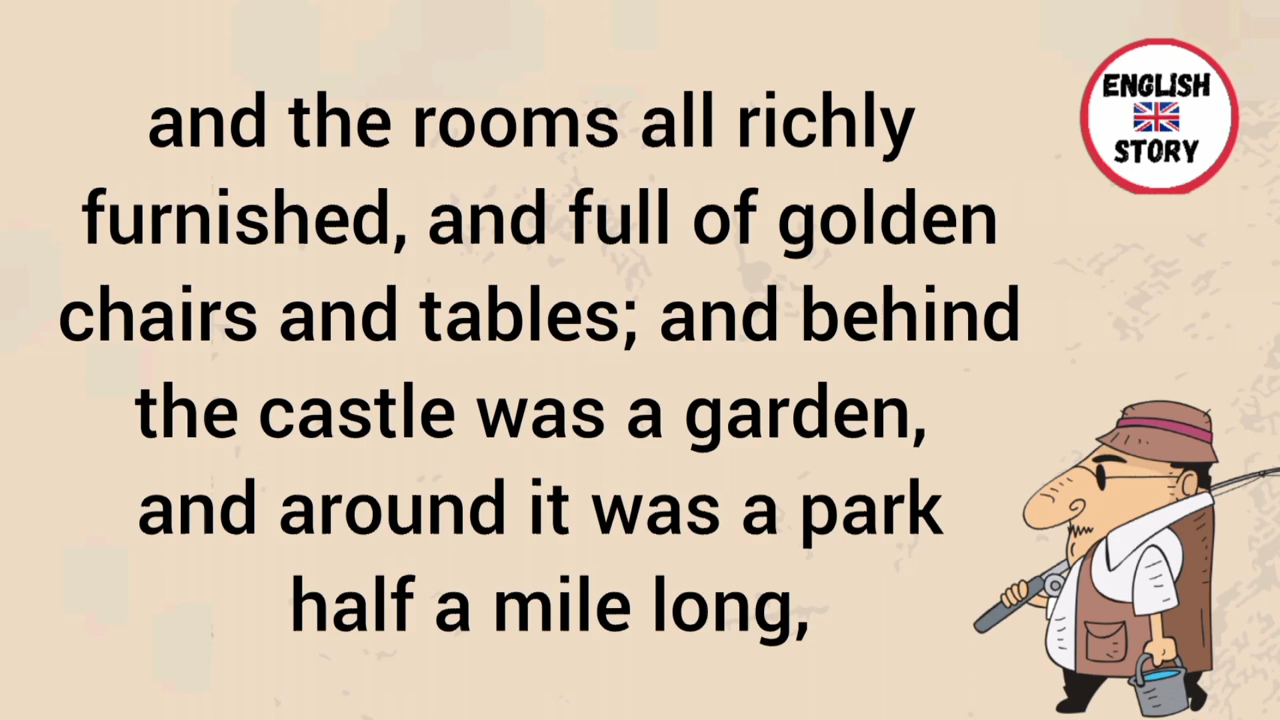 and the rooms all richly
furnished, and full of golden
chairs and tables; and behind
the castle was a garden,
and around it was a park
half a mile long,
ENGLISH
STORY